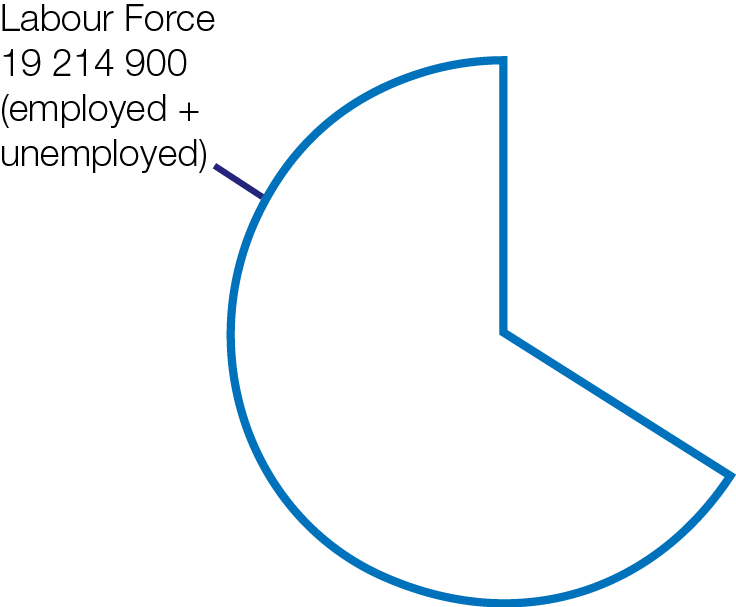 Labour Force
19 214 900
(employed +
unemployed)